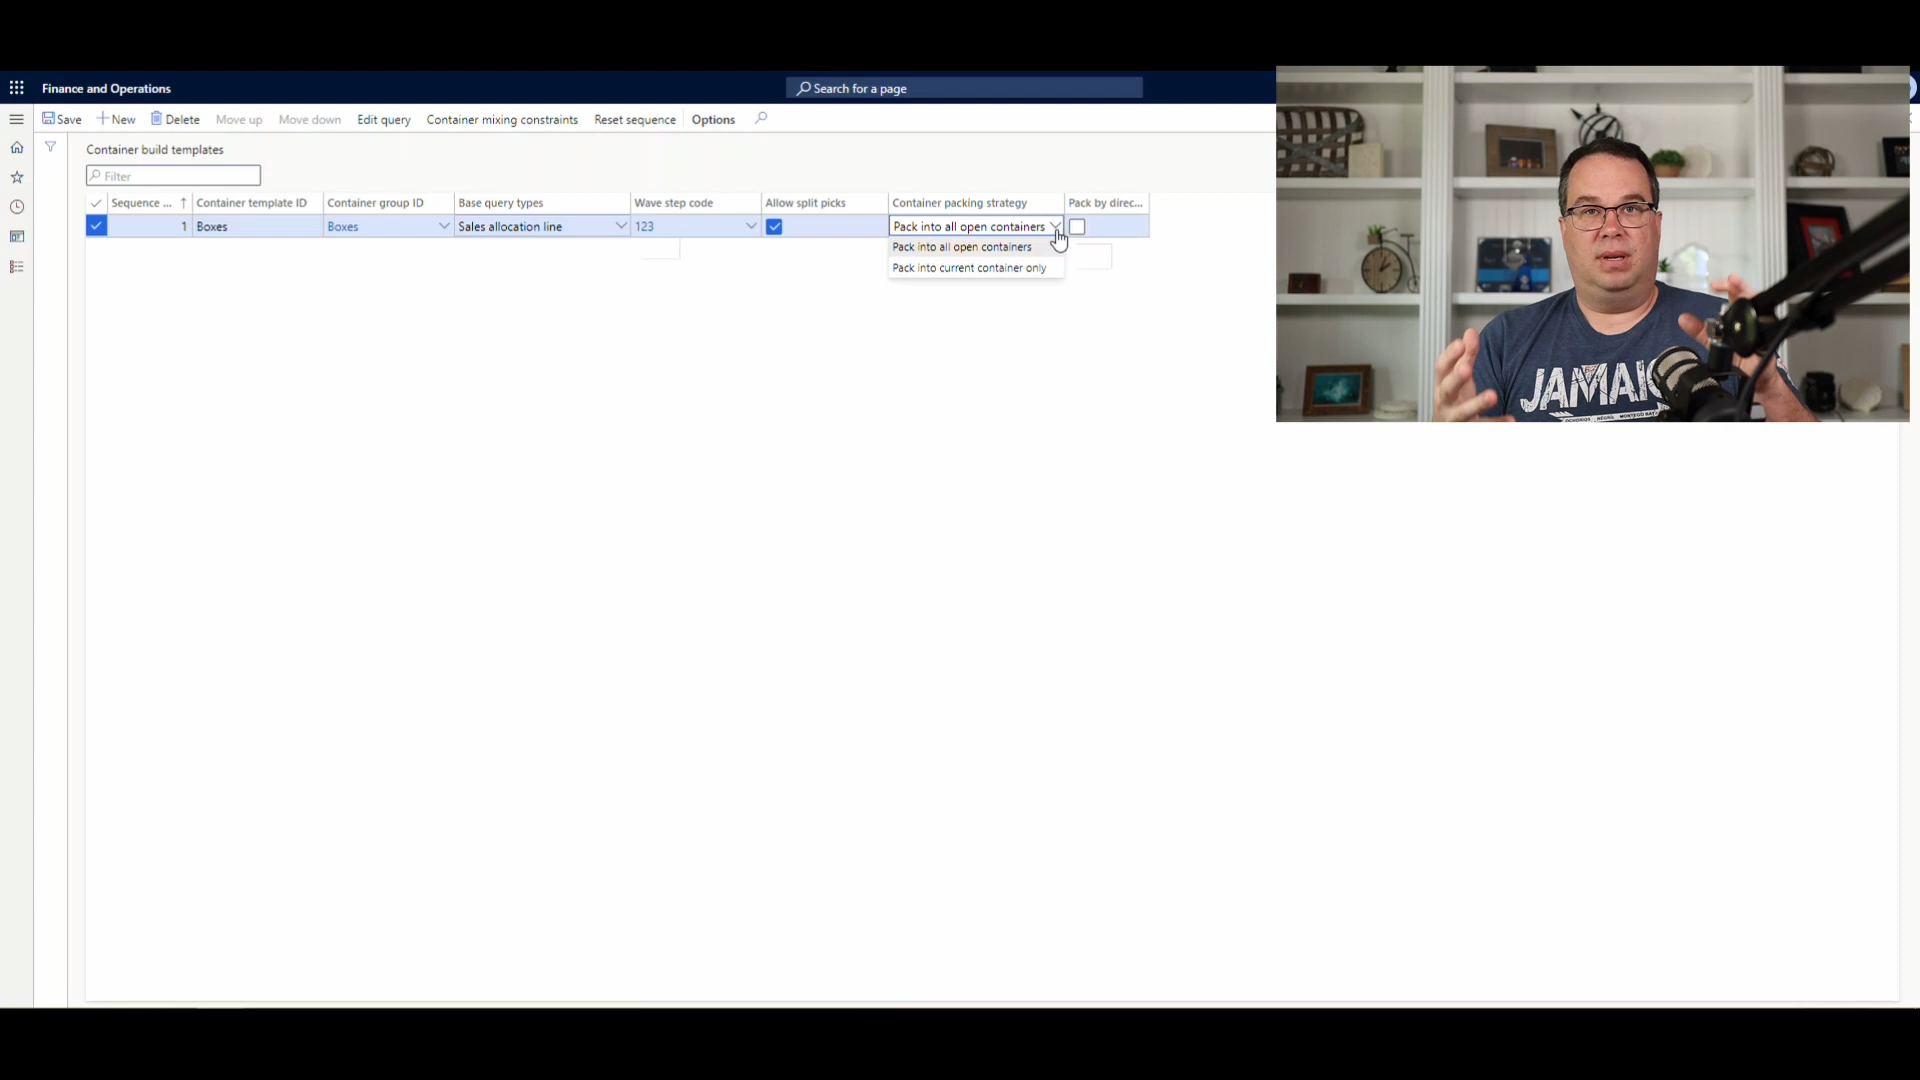 Finance and Operations
Search for a page
Save New Delete Move up Move down Edit query Container mixing constraints Reset sequence Options
Container build templates
Filter
Sequence ... Container template ID Container group ID Base query types Wave step code Allow split picks Container packing strategy Pack by direc...
1 Boxes Boxes Sales allocation line 123 Pack into all open containers
Pack into all open containers
Pack into current container only
JAMAI